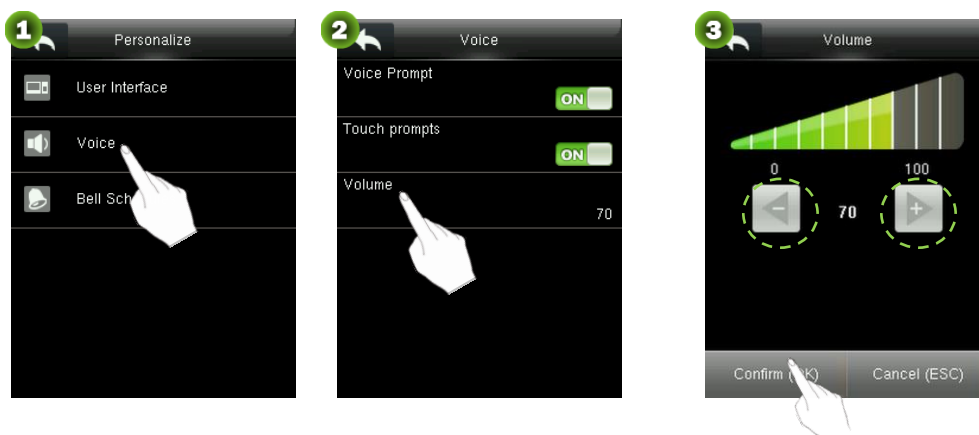 1
Personalize
User Interface
Voice
Bell Sch
2
Voice
Voice Prompt
ON
Touch prompts
ON
Volume
70
3
Volume
0 100
- 70 +
Confirm (OK) Cancel (ESC)